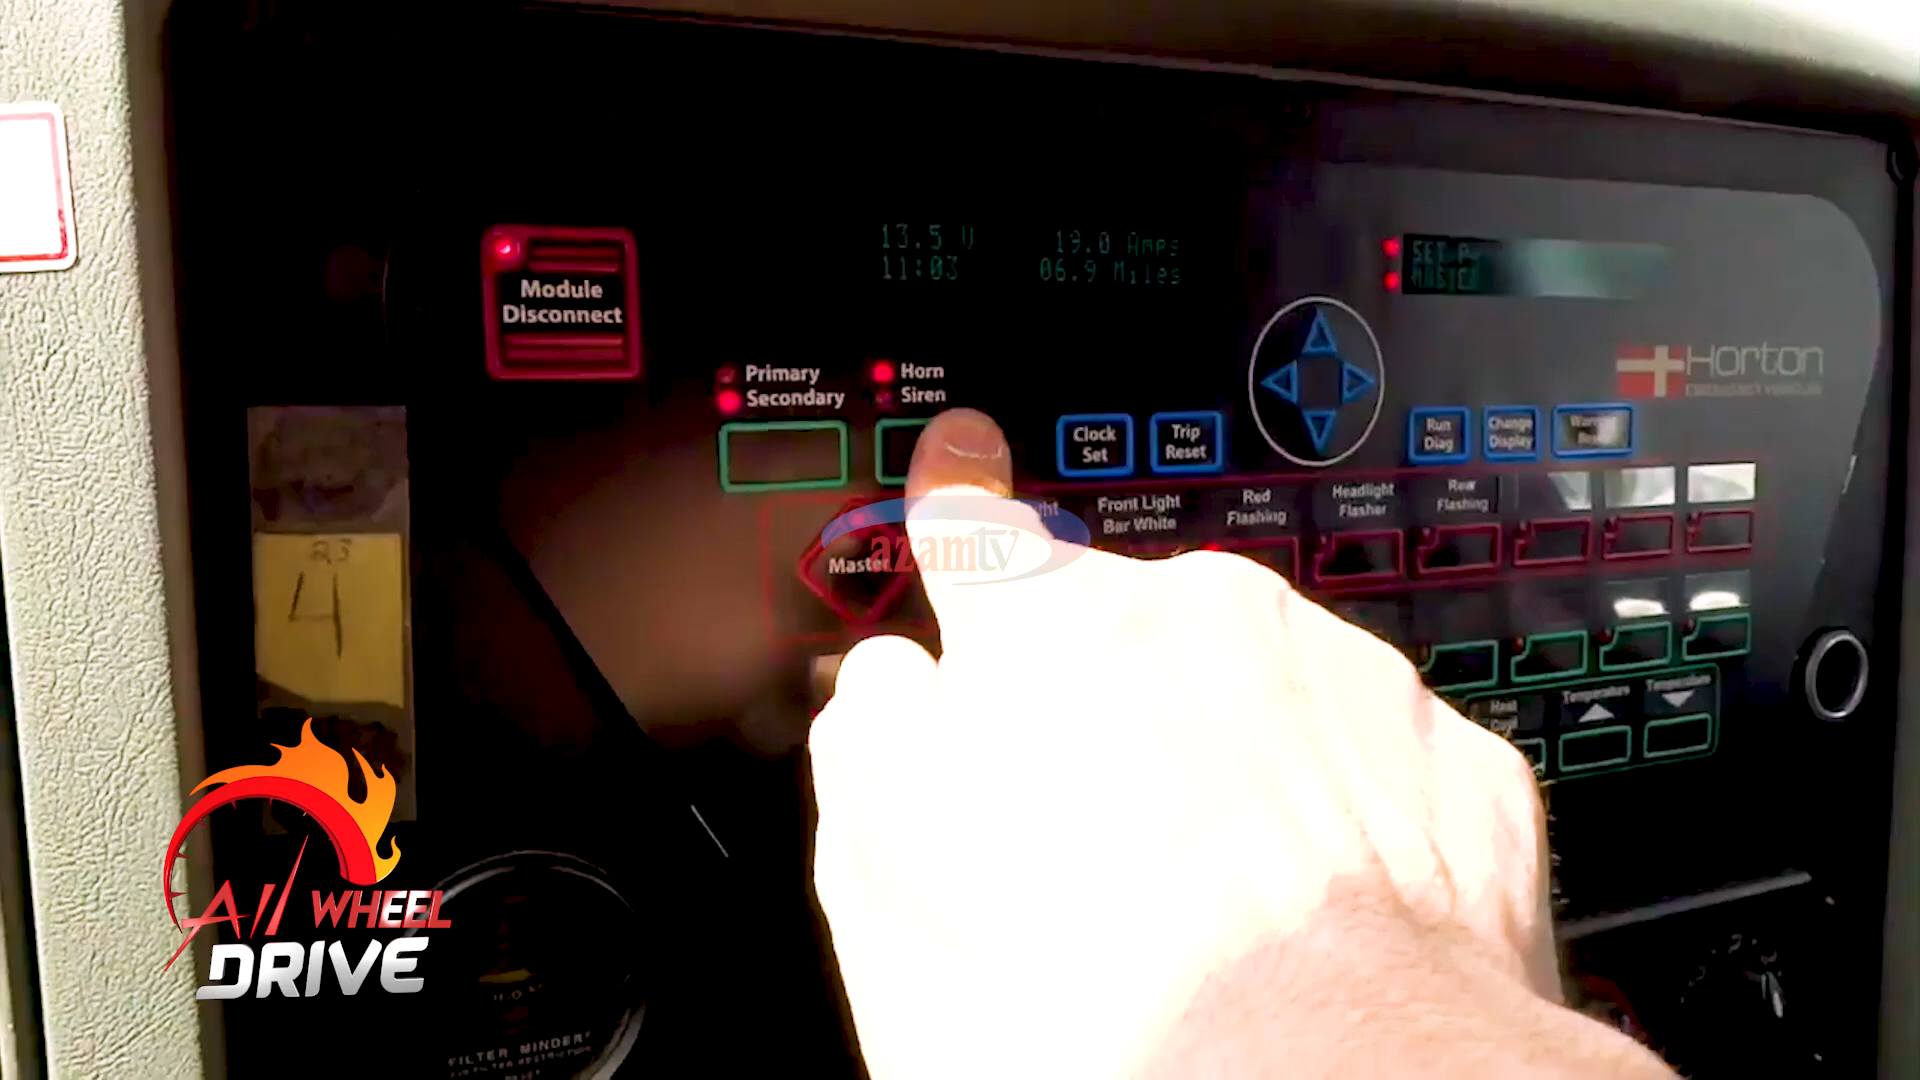 13.5 V 19.0 Amps
11:03 06.9 Miles
SET
MASTER
Module
Disconnect
Primary
Secondary
Horn
Siren
Horton
EMERGENCY VEHICLES
Clock
Set
Trip
Reset
Run
Diag
Change
Display
Front Light
Bar White
Red
Flashing
Headlight
Flasher
Rear
Flashing
Master
azamtv
23
4
Heat
Temperature
Temperature
All WHEEL
DRIVE
FILTER MINDER